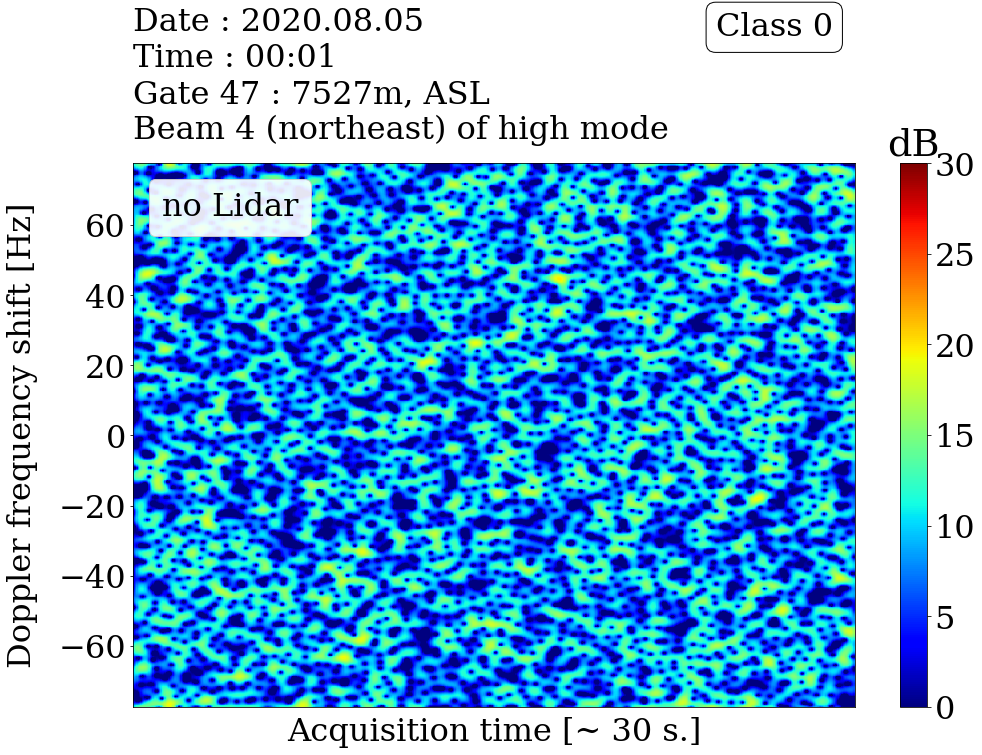 Date : 2020.08.05
Time : 00:01
Gate 47 : 7527m, ASL
Beam 4 (northeast) of high mode
Class 0
dB
no Lidar
Doppler frequency shift [Hz]
60
40
20
0
−20
−40
−60
Acquisition time [~ 30 s.]
30
25
20
15
10
5
0